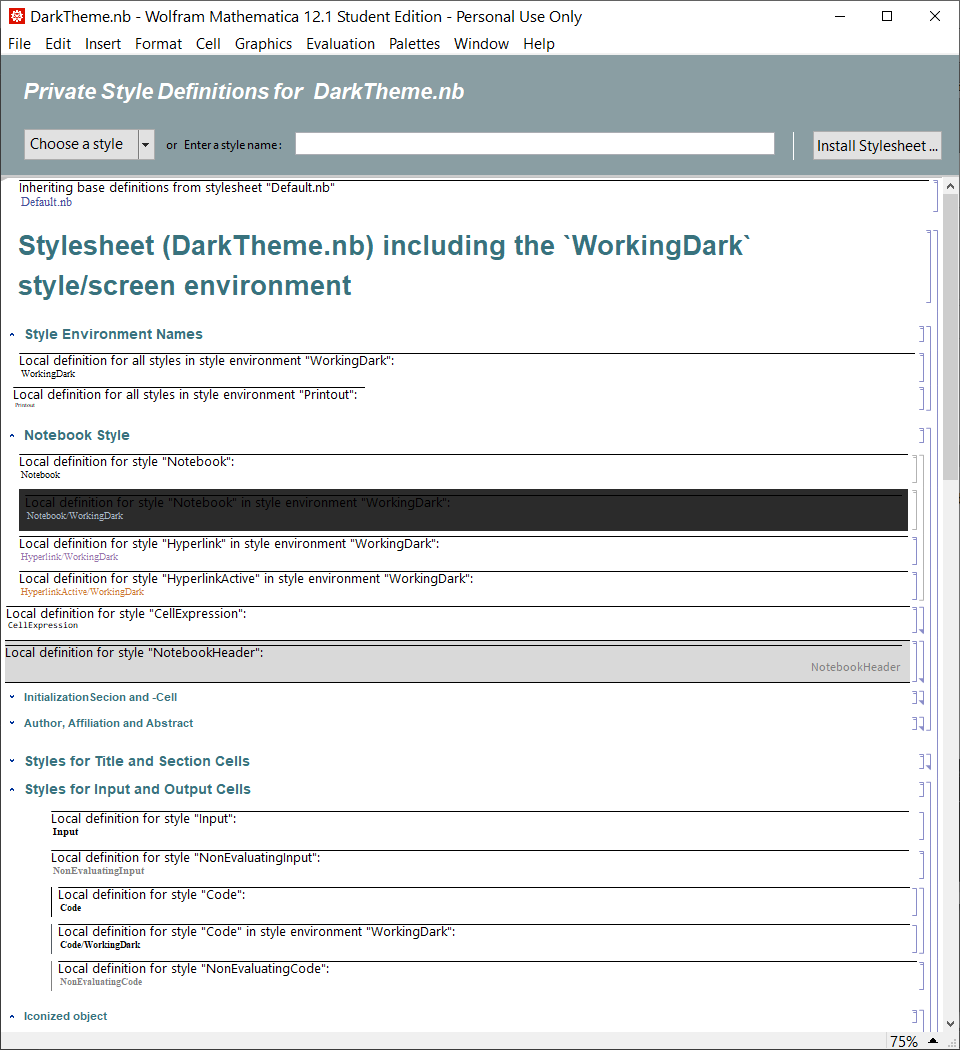 DarkTheme.nb - Wolfram Mathematica 12.1 Student Edition - Personal Use Only
File Edit Insert Format Cell Graphics Evaluation Palettes Window Help
Private Style Definitions for DarkTheme.nb
Choose a style or Enter a style name: Install Stylesheet ...
Inheriting base definitions from stylesheet "Default.nb"
Default.nb
Stylesheet (DarkTheme.nb) including the `WorkingDark`
style/screen environment
Style Environment Names
Local definition for all styles in style environment "WorkingDark":
WorkingDark
Local definition for all styles in style environment "Printout":
Printout
Notebook Style
Local definition for style "Notebook":
Notebook
Local definition for style "Notebook" in style environment "WorkingDark":
Notebook/WorkingDark
Local definition for style "Hyperlink" in style environment "WorkingDark":
Hyperlink/WorkingDark
Local definition for style "HyperlinkActive" in style environment "WorkingDark":
HyperlinkActive/WorkingDark
Local definition for style "CellExpression":
CellExpression
Local definition for style "NotebookHeader":
NotebookHeader
InitializationSecion and -Cell
Author, Affiliation and Abstract
Styles for Title and Section Cells
Styles for Input and Output Cells
Local definition for style "Input":
Input
Local definition for style "NonEvaluatingInput":
NonEvaluatingInput
Local definition for style "Code":
Code
Local definition for style "Code" in style environment "WorkingDark":
Code/WorkingDark
Local definition for style "NonEvaluatingCode":
NonEvaluatingCode
Iconized object
75%